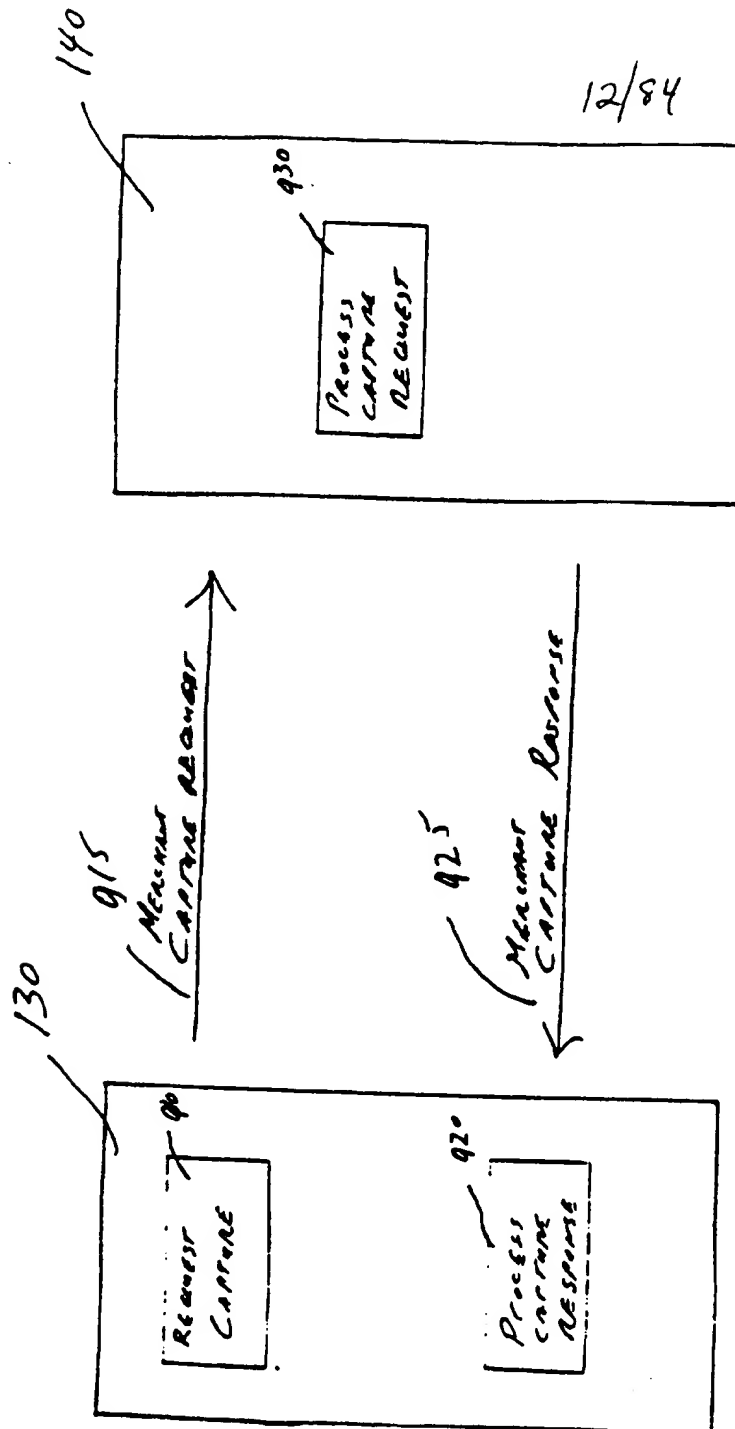 12/84
130
REQUEST
CAPTURE
920
PROCESS
CAPTURE
RESPONSE
915
MERCHANT
CAPTURE REQUEST
925
MERCHANT
CAPTURE RESPONSE
140
930
PROCESS
CAPTURE
REQUEST